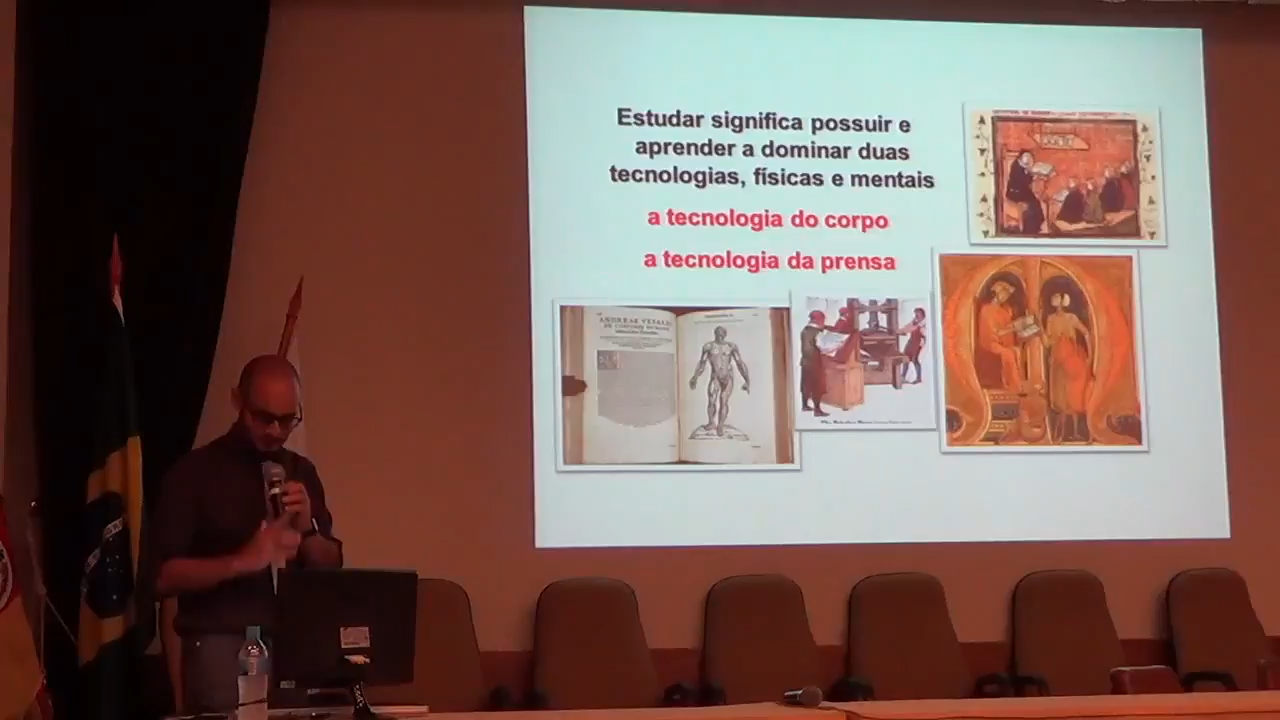 Estudar significa possuir e
aprender a dominar duas
tecnologias, físicas e mentais
a tecnologia do corpo
a tecnologia da prensa
ANDREAE VESALII